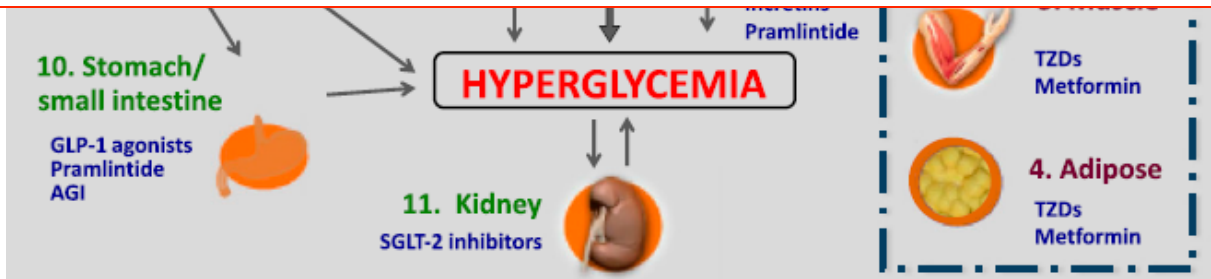 Pramlintide
10. Stomach/
small intestine
GLP-1 agonists
Pramlintide
AGI
HYPERGLYCEMIA
11. Kidney
SGLT-2 inhibitors
TZDs
Metformin
4. Adipose
TZDs
Metformin